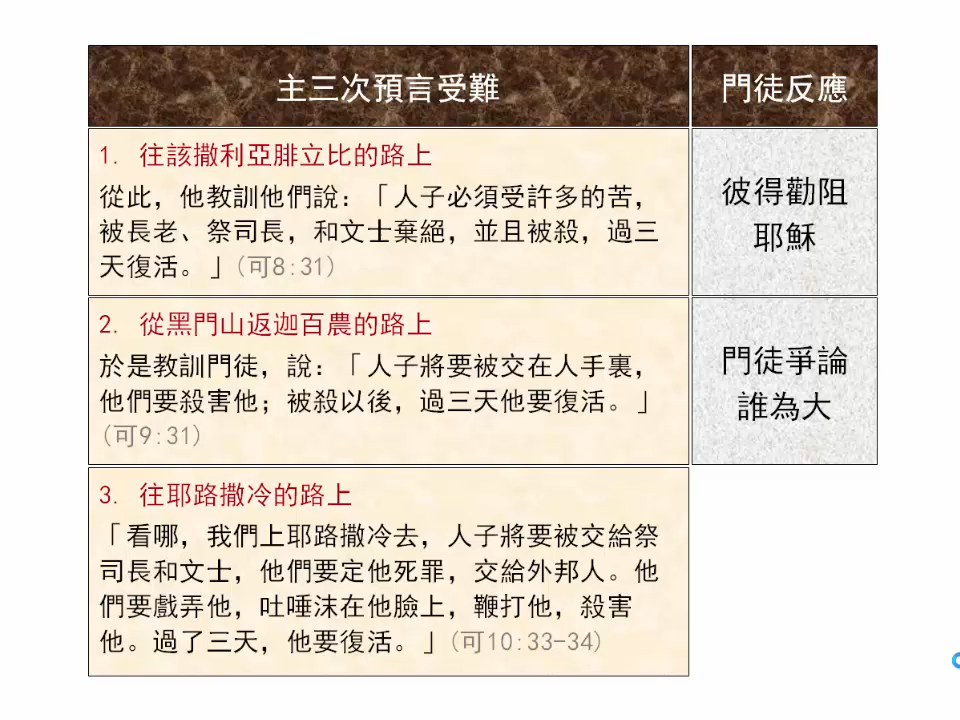 主三次預言受難
門徒反應
1. 往該撒利亞腓立比的路上
從此，他教訓他們說：「人子必須受許多的苦，
被長老、祭司長，和文士棄絕，並且被殺，過三
天復活。」(可8:31)
彼得勸阻
耶穌
2. 從黑門山返迦百農的路上
於是教訓門徒，說：「人子將要被交在人手裏，
他們要殺害他；被殺以後，過三天他要復活。」
(可9:31)
門徒爭論
誰為大
3. 往耶路撒冷的路上
「看哪，我們上耶路撒冷去，人子將要被交給祭
司長和文士，他們要定他死罪，交給外邦人。他
們要戲弄他，吐唾沫在他臉上，鞭打他，殺害
他。過了三天，他要復活。」(可10:33-34)